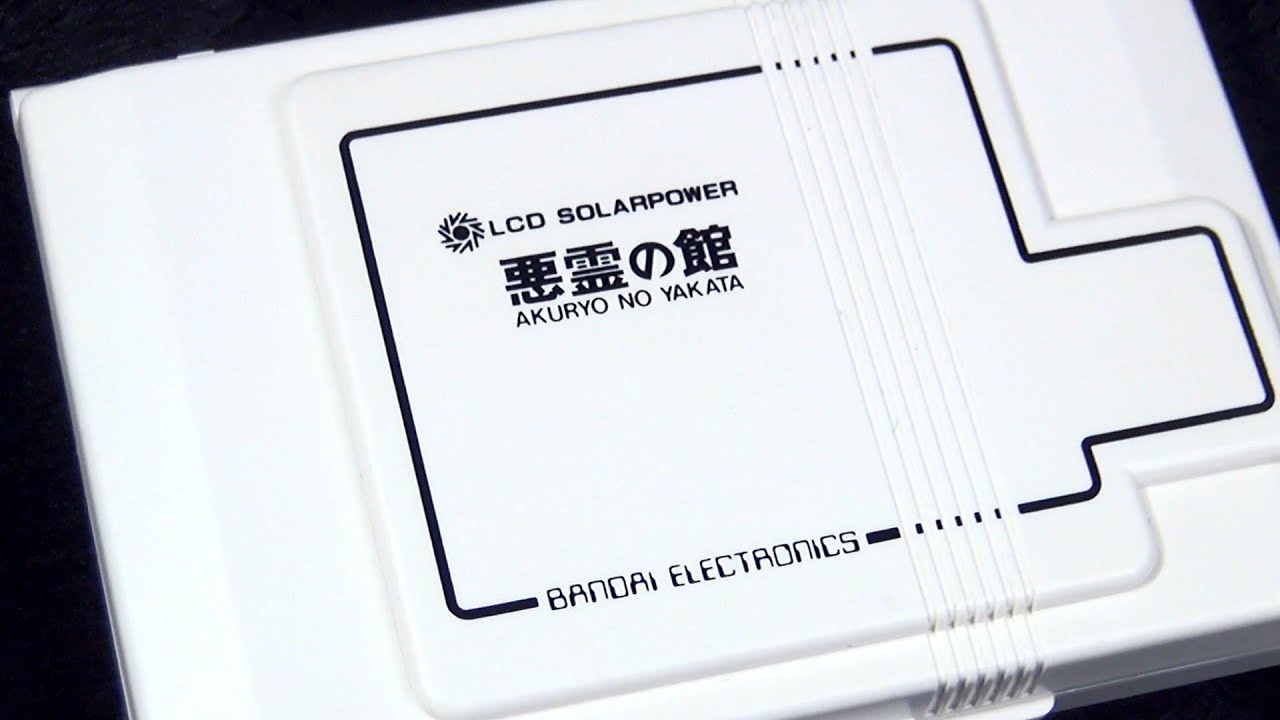 LCD SOLARPOWER
悪霊の館
AKURYO NO YAKATA
BANDAI ELECTRONICS